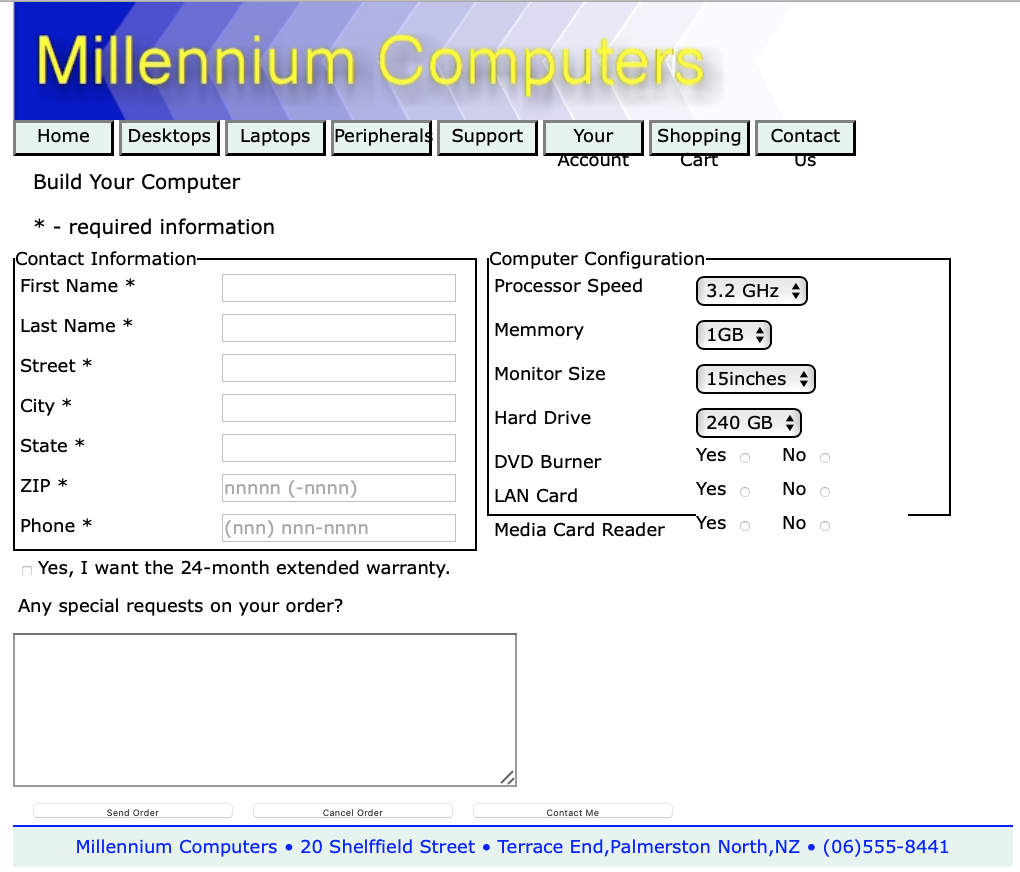 Millennium Computers
Home Desktops Laptops Peripherals Support Your Account Shopping Cart Contact Us
Build Your Computer
* - required information
Contact Information
First Name *
Last Name *
Street *
City *
State *
ZIP * nnnnn (-nnnn)
Phone * (nnn) nnn-nnnn
Computer Configuration
Processor Speed 3.2 GHz
Memmory 1GB
Monitor Size 15inches
Hard Drive 240 GB
DVD Burner Yes No
LAN Card Yes No
Media Card Reader Yes No
Yes, I want the 24-month extended warranty.
Any special requests on your order?
Send Order Cancel Order Contact Me
Millennium Computers • 20 Shelffield Street • Terrace End,Palmerston North,NZ • (06)555-8441